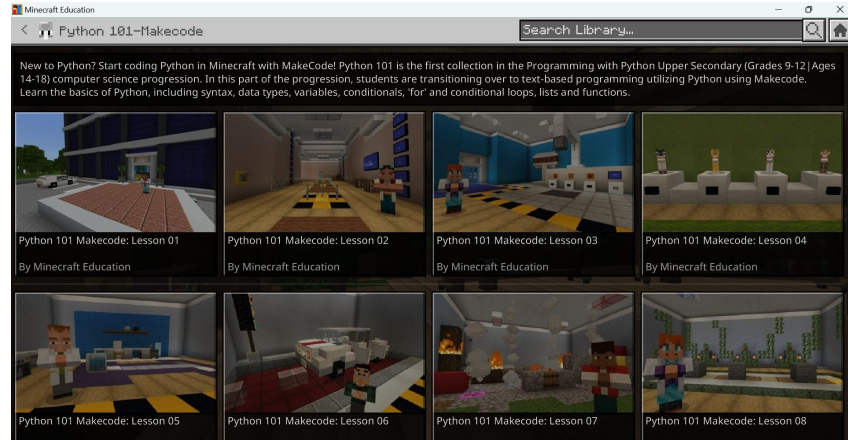 Minecraft Education
Python 101-Makecode
Search Library...
New to Python? Start coding Python in Minecraft with MakeCode! Python 101 is the first collection in the Programming with Python Upper Secondary (Grades 9-12|Ages
14-18) computer science progression. In this part of the progression, students are transitioning over to text-based programming utilizing Python using Makecode.
Learn the basics of Python, including syntax, data types, variables, conditionals, 'for' and conditional loops, lists and functions.
Python 101 Makecode: Lesson 01
By Minecraft Education
Python 101 Makecode: Lesson 02
By Minecraft Education
Python 101 Makecode: Lesson 03
By Minecraft Education
Python 101 Makecode: Lesson 04
By Minecraft Education
Python 101 Makecode: Lesson 05
Python 101 Makecode: Lesson 06
Python 101 Makecode: Lesson 07
Python 101 Makecode: Lesson 08